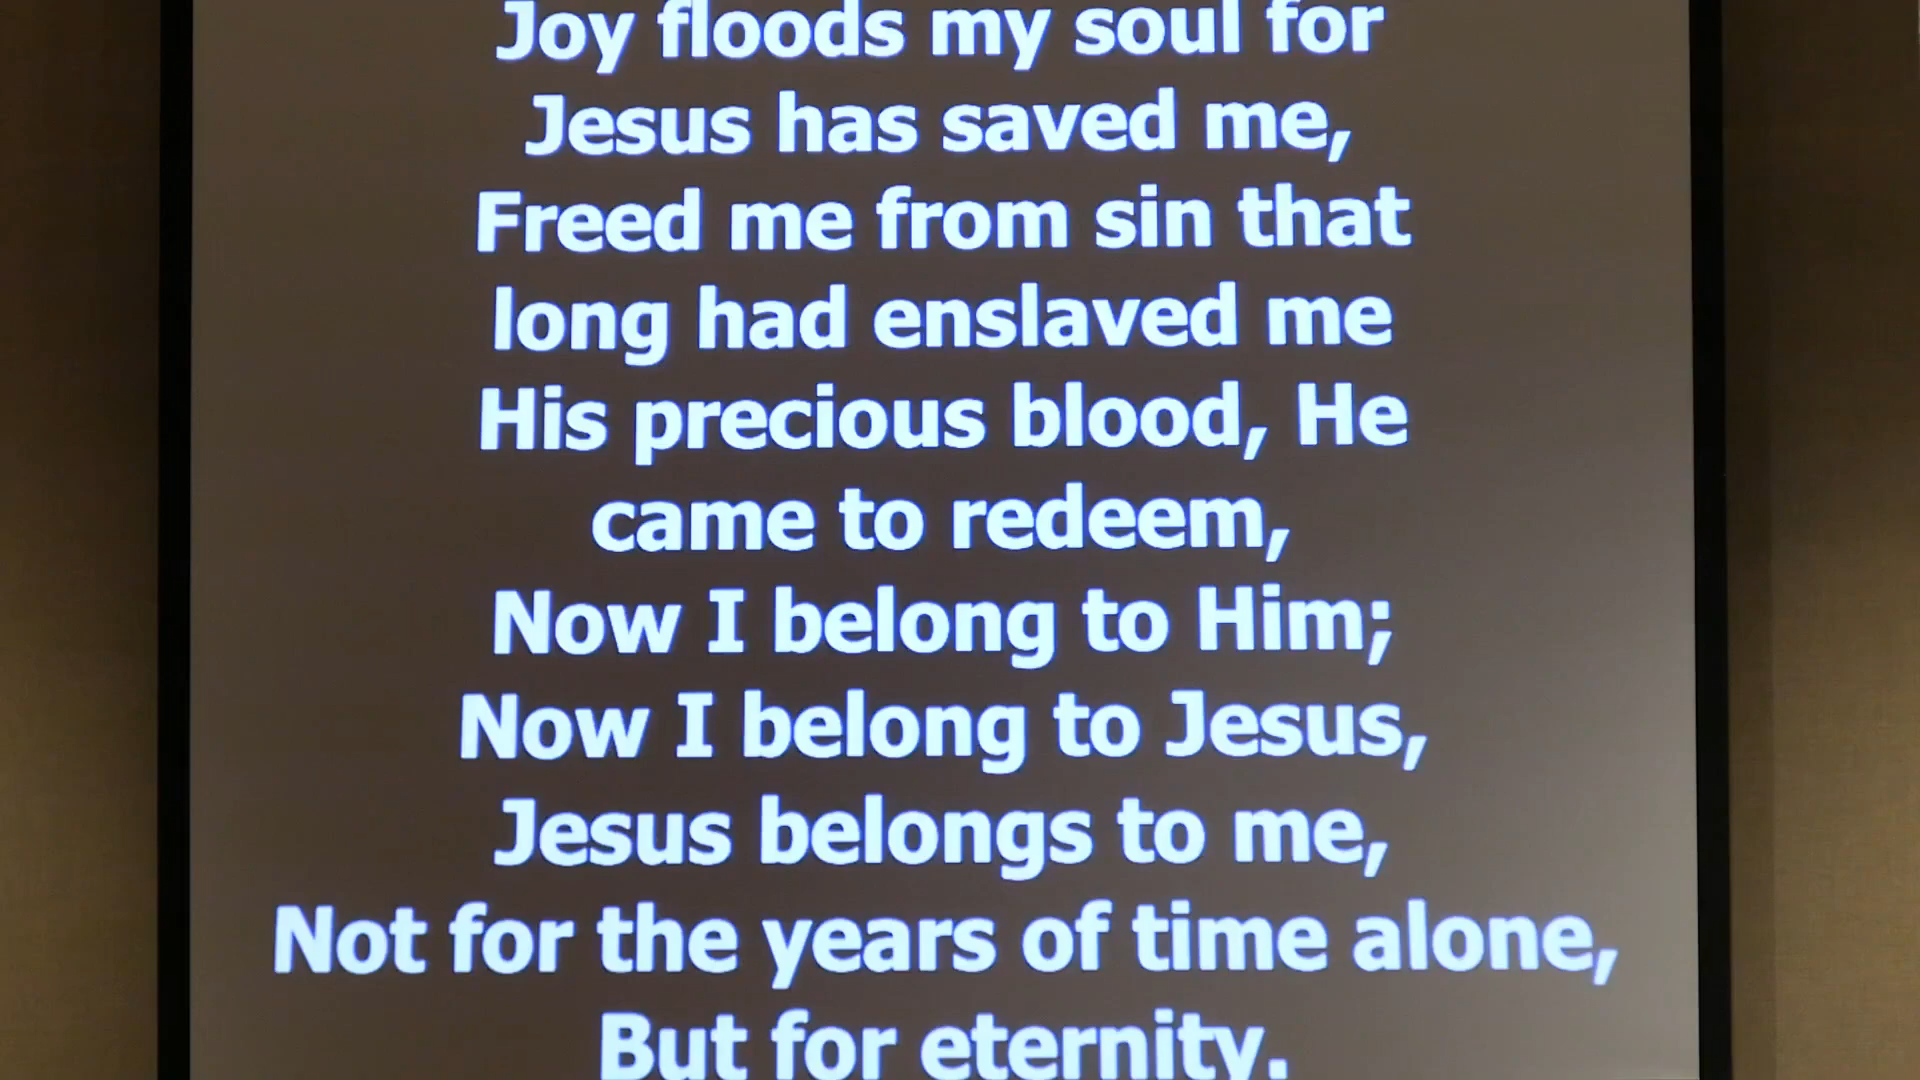 Joy floods my soul for
Jesus has saved me,
Freed me from sin that
long had enslaved me
His precious blood, He
came to redeem,
Now I belong to Him;
Now I belong to Jesus,
Jesus belongs to me,
Not for the years of time alone,
But for eternity.